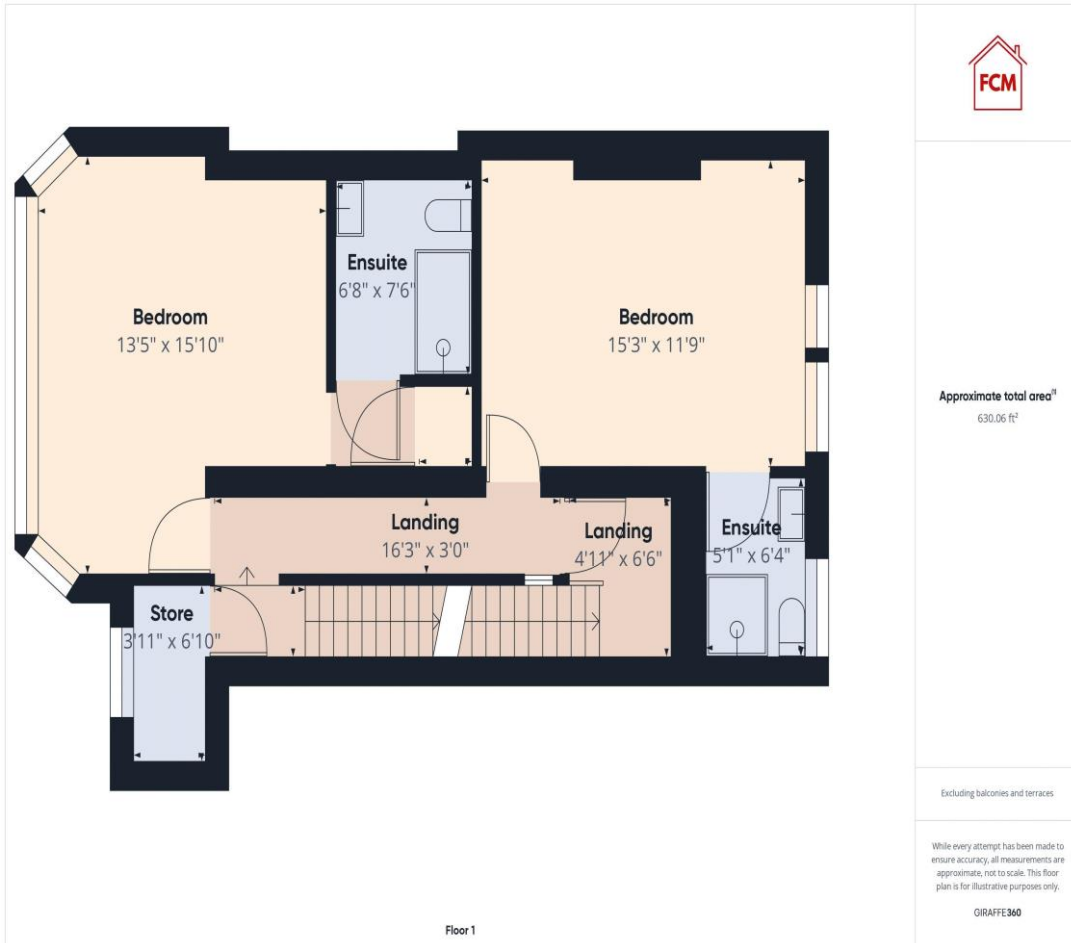 FCM
Ensuite
6'8" x 7'6"
Bedroom
13'5" x 15'10"
Bedroom
15'3" x 11'9"
Approximate total area⁽¹⁾
630.06 ft²
Landing
16'3" x 3'0"
Landing
4'11" x 6'6"
Ensuite
5'1" x 6'4"
Store
3'11" x 6'10"
Excluding balconies and terraces
While every attempt has been made to
ensure accuracy, all measurements are
approximate, not to scale. This floor
plan is for illustrative purposes only.
GIRAFFE360
Floor 1